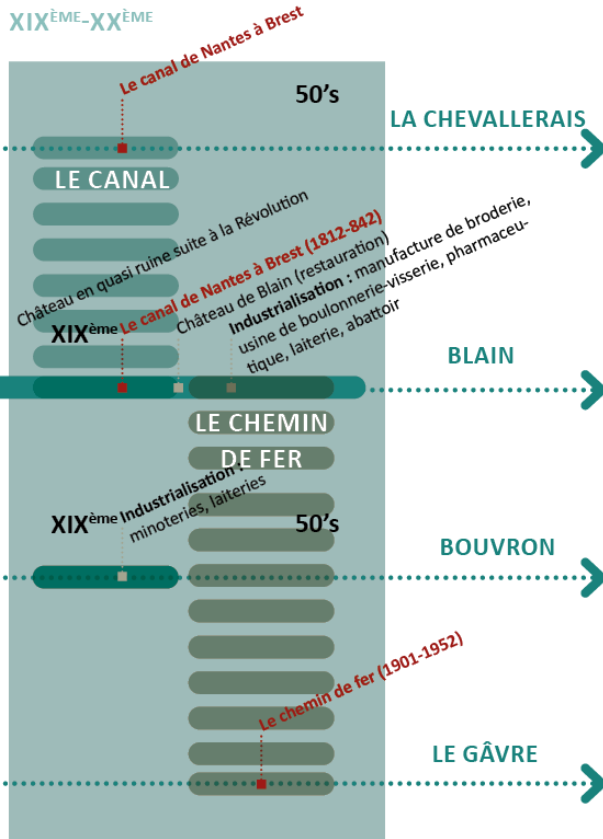 XIXÈME-XXÈME
Le canal de Nantes à Brest
50's
LA CHEVALLERAIS
LE CANAL
Château en quasi ruine suite à la Révolution
XIXème
Le canal de Nantes à Brest (1812-842)
Château de Blain (restauration)
Industrialisation : manufacture de broderie,
usine de boulonnerie-visserie, pharmaceu-
tique, laiterie, abattoir
BLAIN
LE CHEMIN
DE FER
XIXème
Industrialisation :
minoteries, laiteries
50's
BOUVRON
Le chemin de fer (1901-1952)
LE GÂVRE